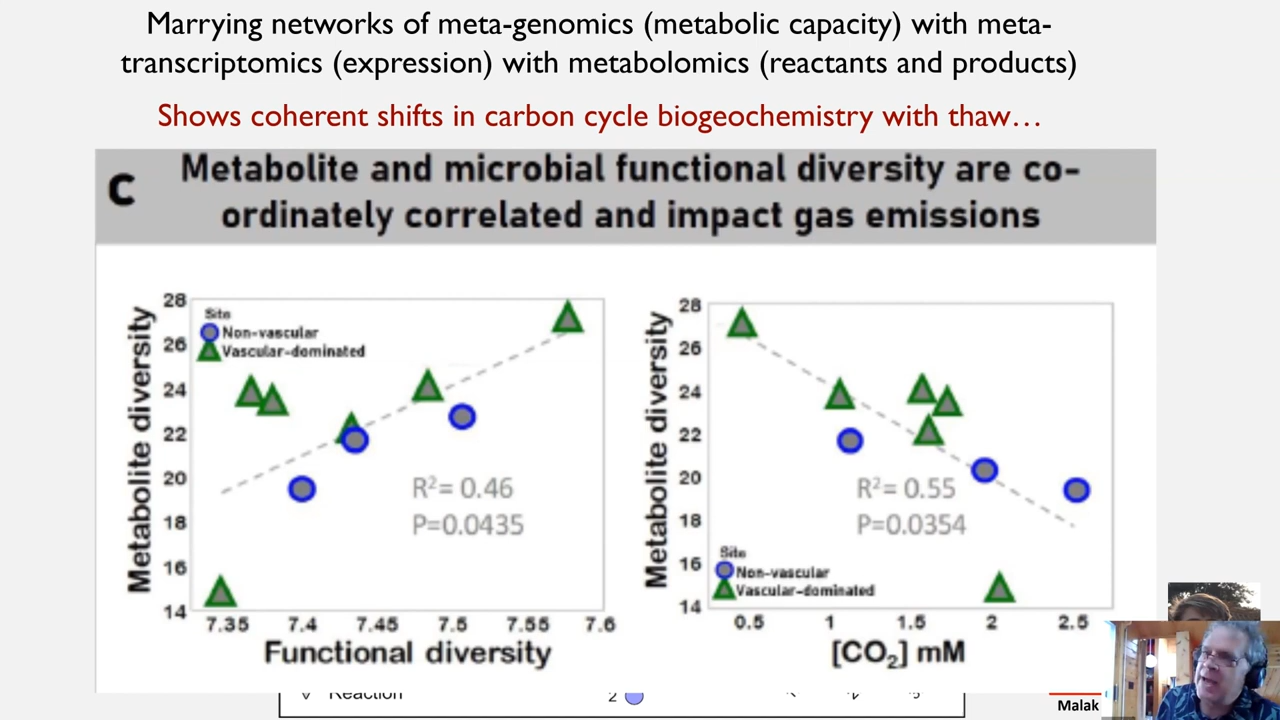 Marrying networks of meta-genomics (metabolic capacity) with meta-
transcriptomics (expression) with metabolomics (reactants and products)
Shows coherent shifts in carbon cycle biogeochemistry with thaw…
C
Metabolite and microbial functional diversity are co-
ordinately correlated and impact gas emissions
Metabolite diversity
28
26
24
22
20
18
16
14
Site
Non-vascular
Vascular-dominated
R²= 0.46
P=0.0435
7.35 7.4 7.45 7.5 7.55 7.6
Functional diversity
Metabolite diversity
28
26
24
22
20
18
16
14
R²= 0.55
P=0.0354
Site
Non-vascular
Vascular-dominated
0.5 1 1.5 2 2.5
[CO₂] mM
Reaction
2
Malak